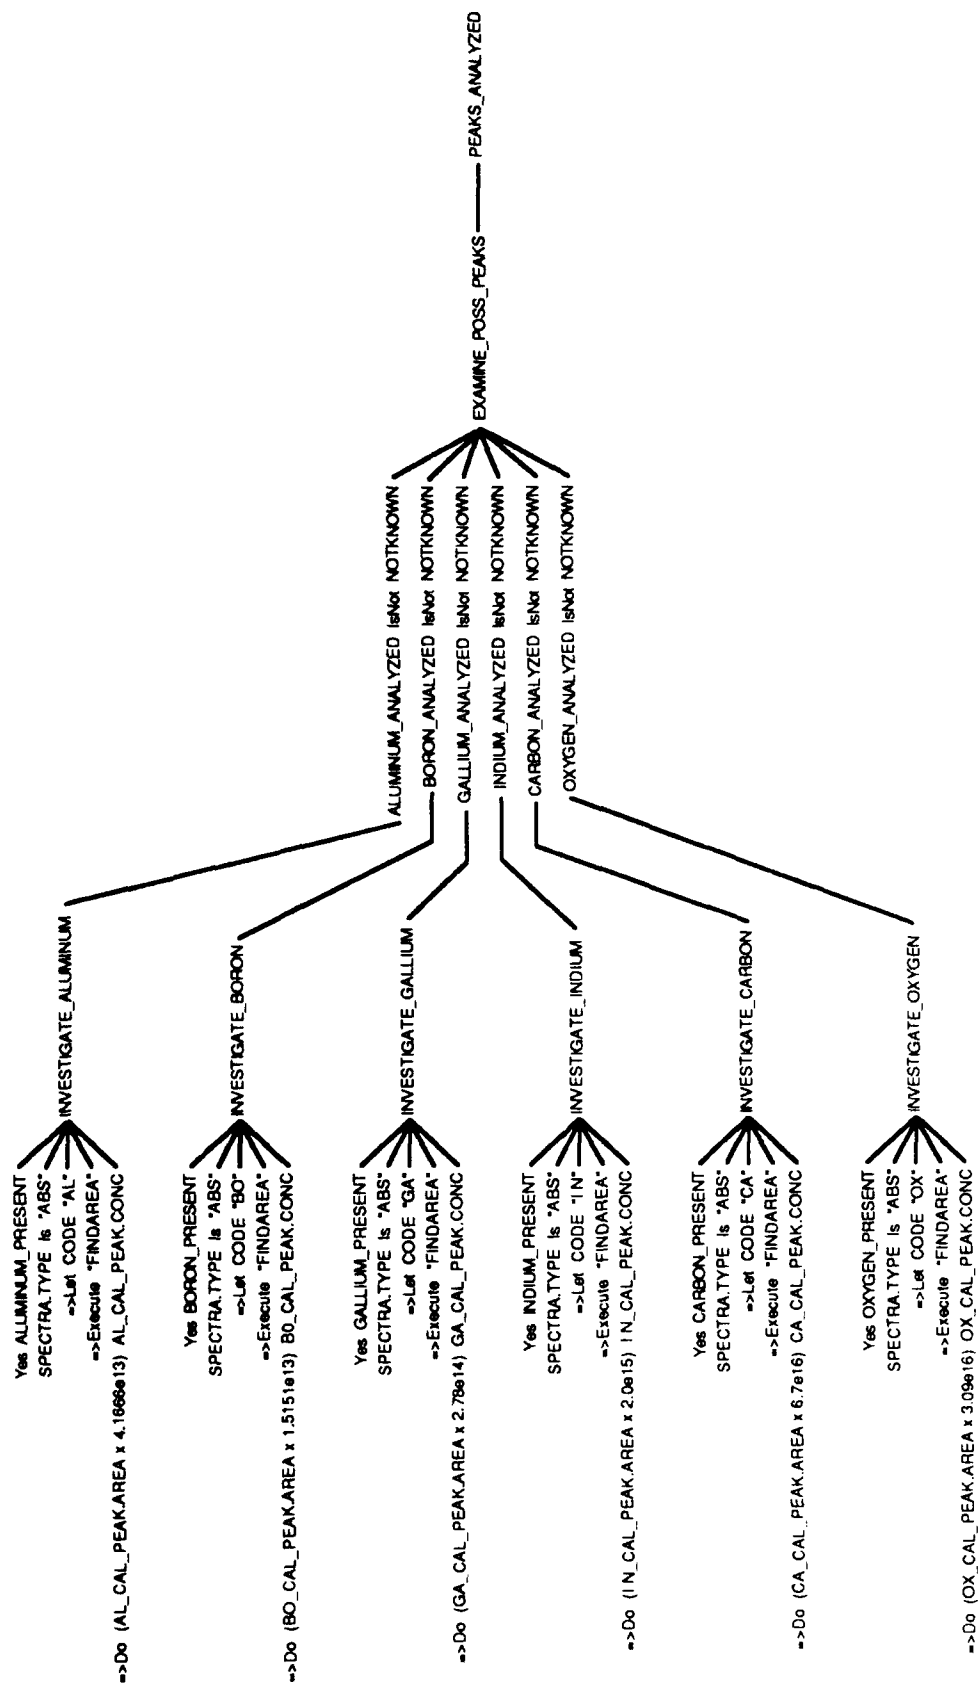 Yes ALUMINUM_PRESENT
SPECTRA.TYPE Is "ABS"
=>Let CODE "AL"
=>Execute "FINDAREA"
=>Do (AL_CAL_PEAK.AREA x 4.1666e13) AL_CAL_PEAK.CONC
INVESTIGATE_ALUMINUM
Yes BORON_PRESENT
SPECTRA.TYPE Is "ABS"
=>Let CODE "BO"
=>Execute "FINDAREA"
=>Do (BO_CAL_PEAK.AREA x 1.5151e13) BO_CAL_PEAK.CONC
INVESTIGATE_BORON
Yes GALLIUM_PRESENT
SPECTRA.TYPE Is "ABS"
=>Let CODE "GA"
=>Execute "FINDAREA"
=>Do (GA_CAL_PEAK.AREA x 2.78e14) GA_CAL_PEAK.CONC
INVESTIGATE_GALLIUM
Yes INDIUM_PRESENT
SPECTRA.TYPE Is "ABS"
=>Let CODE "I N"
=>Execute "FINDAREA"
=>Do (I N_CAL_PEAK.AREA x 2.0e15) I N_CAL_PEAK.CONC
INVESTIGATE_INDIUM
Yes CARBON_PRESENT
SPECTRA.TYPE Is "ABS"
=>Let CODE "CA"
=>Execute "FINDAREA"
=>Do (CA_CAL_PEAK.AREA x 6.7e16) CA_CAL_PEAK.CONC
INVESTIGATE_CARBON
Yes OXYGEN_PRESENT
SPECTRA.TYPE Is "ABS"
=>Let CODE "OX"
=>Execute "FINDAREA"
=>Do (OX_CAL_PEAK.AREA x 3.09e16) OX_CAL_PEAK.CONC
INVESTIGATE_OXYGEN
ALUMINUM_ANALYZED IsNot NOTKNOWN
BORON_ANALYZED IsNot NOTKNOWN
GALLIUM_ANALYZED IsNot NOTKNOWN
INDIUM_ANALYZED IsNot NOTKNOWN
CARBON_ANALYZED IsNot NOTKNOWN
OXYGEN_ANALYZED IsNot NOTKNOWN
EXAMINE_POSS_PEAKS
PEAKS_ANALYZED